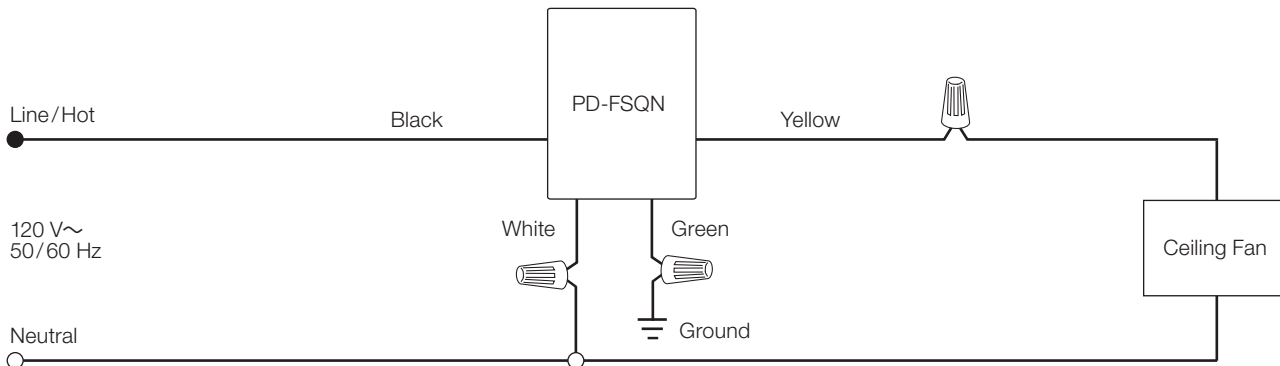 PD-FSQN
Line/Hot
Black
Yellow
120 V~
50/60 Hz
White
Green
Ceiling Fan
Neutral
Ground